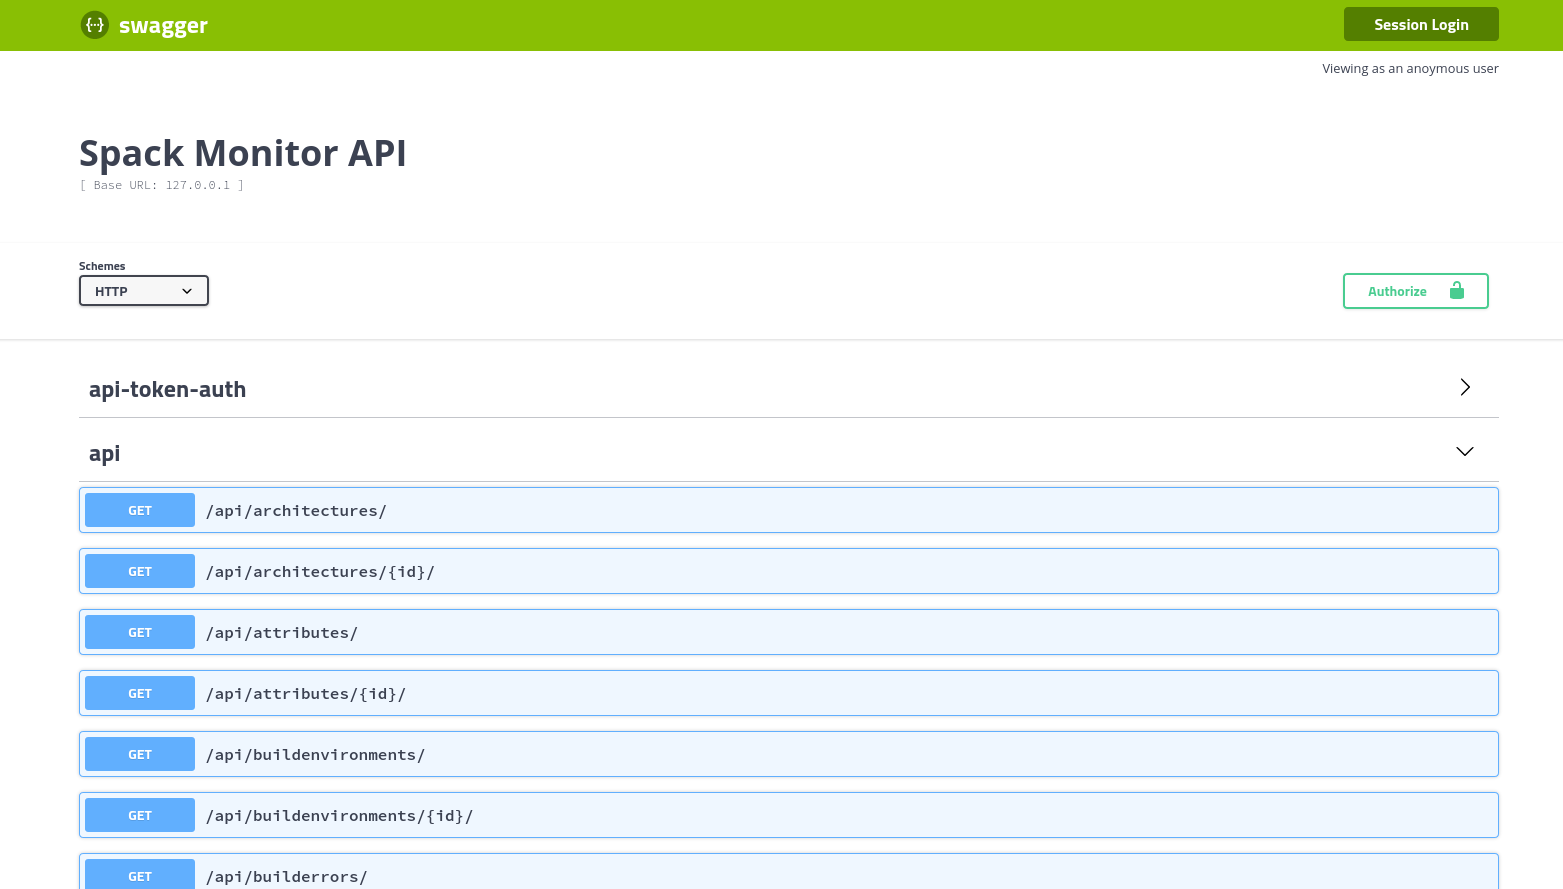 swagger
Session Login
Viewing as an anoymous user
Spack Monitor API
[ Base URL: 127.0.0.1 ]
Schemes
HTTP
Authorize
api-token-auth
api
GET /api/architectures/
GET /api/architectures/{id}/
GET /api/attributes/
GET /api/attributes/{id}/
GET /api/buildenvironments/
GET /api/buildenvironments/{id}/
GET /api/builderrors/